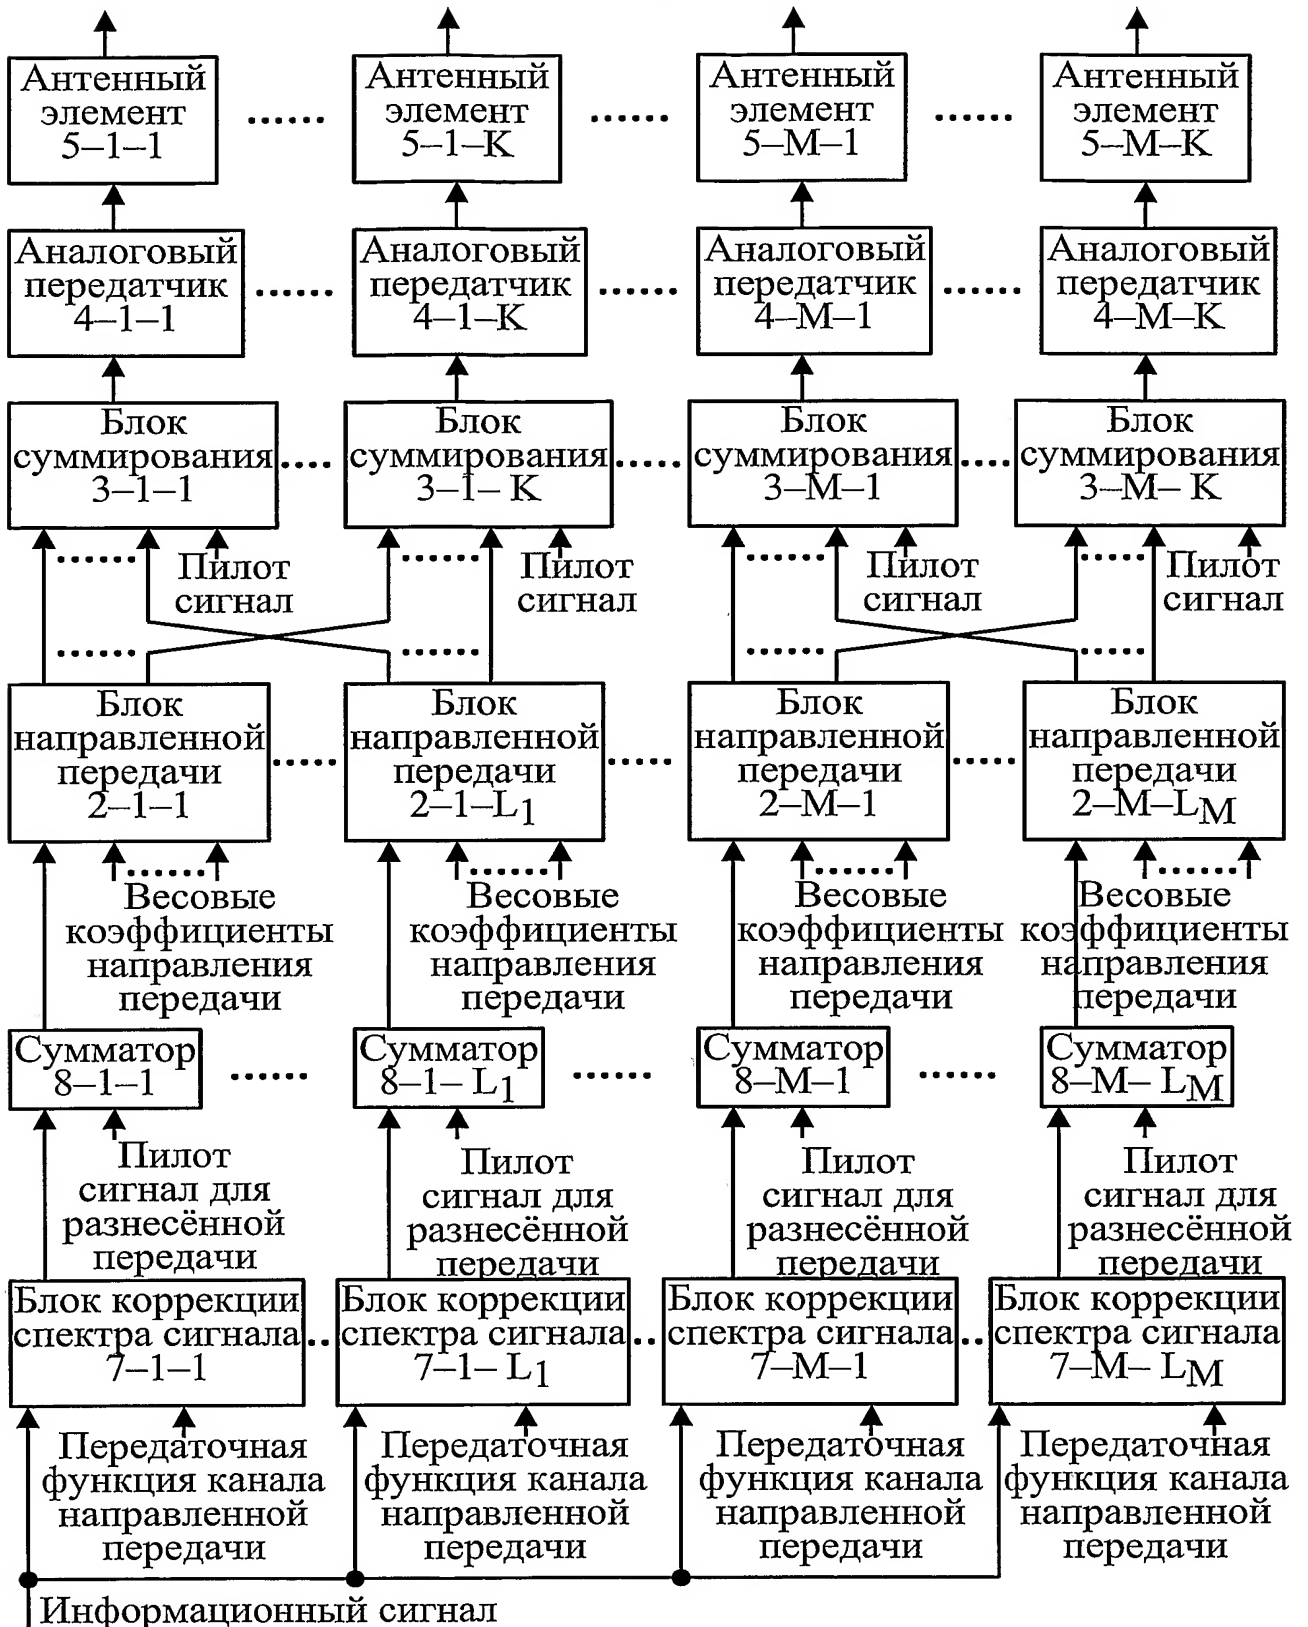 Антенный
элемент
5–1–1
Антенный
элемент
5–1–K
Антенный
элемент
5–M–1
Антенный
элемент
5–M–K
Аналоговый
передатчик
4–1–1
Аналоговый
передатчик
4–1–K
Аналоговый
передатчик
4–M–1
Аналоговый
передатчик
4–M–K
Блок
суммирования
3–1–1
Блок
суммирования
3–1– K
Блок
суммирования
3–M–1
Блок
суммирования
3–M– K
Пилот
сигнал
Пилот
сигнал
Пилот
сигнал
Пилот
сигнал
Блок
направленной
передачи
2–1–1
Блок
направленной
передачи
2–1–L1
Блок
направленной
передачи
2–M–1
Блок
направленной
передачи
2–M–LM
Весовые
коэффициенты
направления
передачи
Весовые
коэффициенты
направления
передачи
Весовые
коэффициенты
направления
передачи
Весовые
коэффициенты
направления
передачи
Сумматор
8–1–1
Сумматор
8–1– L1
Сумматор
8–M–1
Сумматор
8–M– LM
Пилот
сигнал для
разнесённой
передачи
Пилот
сигнал для
разнесённой
передачи
Пилот
сигнал для
разнесённой
передачи
Пилот
сигнал для
разнесённой
передачи
Блок коррекции
спектра сигнала
7–1–1
Блок коррекции
спектра сигнала
7–1– L1
Блок коррекции
спектра сигнала
7–M–1
Блок коррекции
спектра сигнала
7–M– LM
Передаточная
функция канала
направленной
передачи
Передаточная
функция канала
направленной
передачи
Передаточная
функция канала
направленной
передачи
Передаточная
функция канала
направленной
передачи
Информационный сигнал